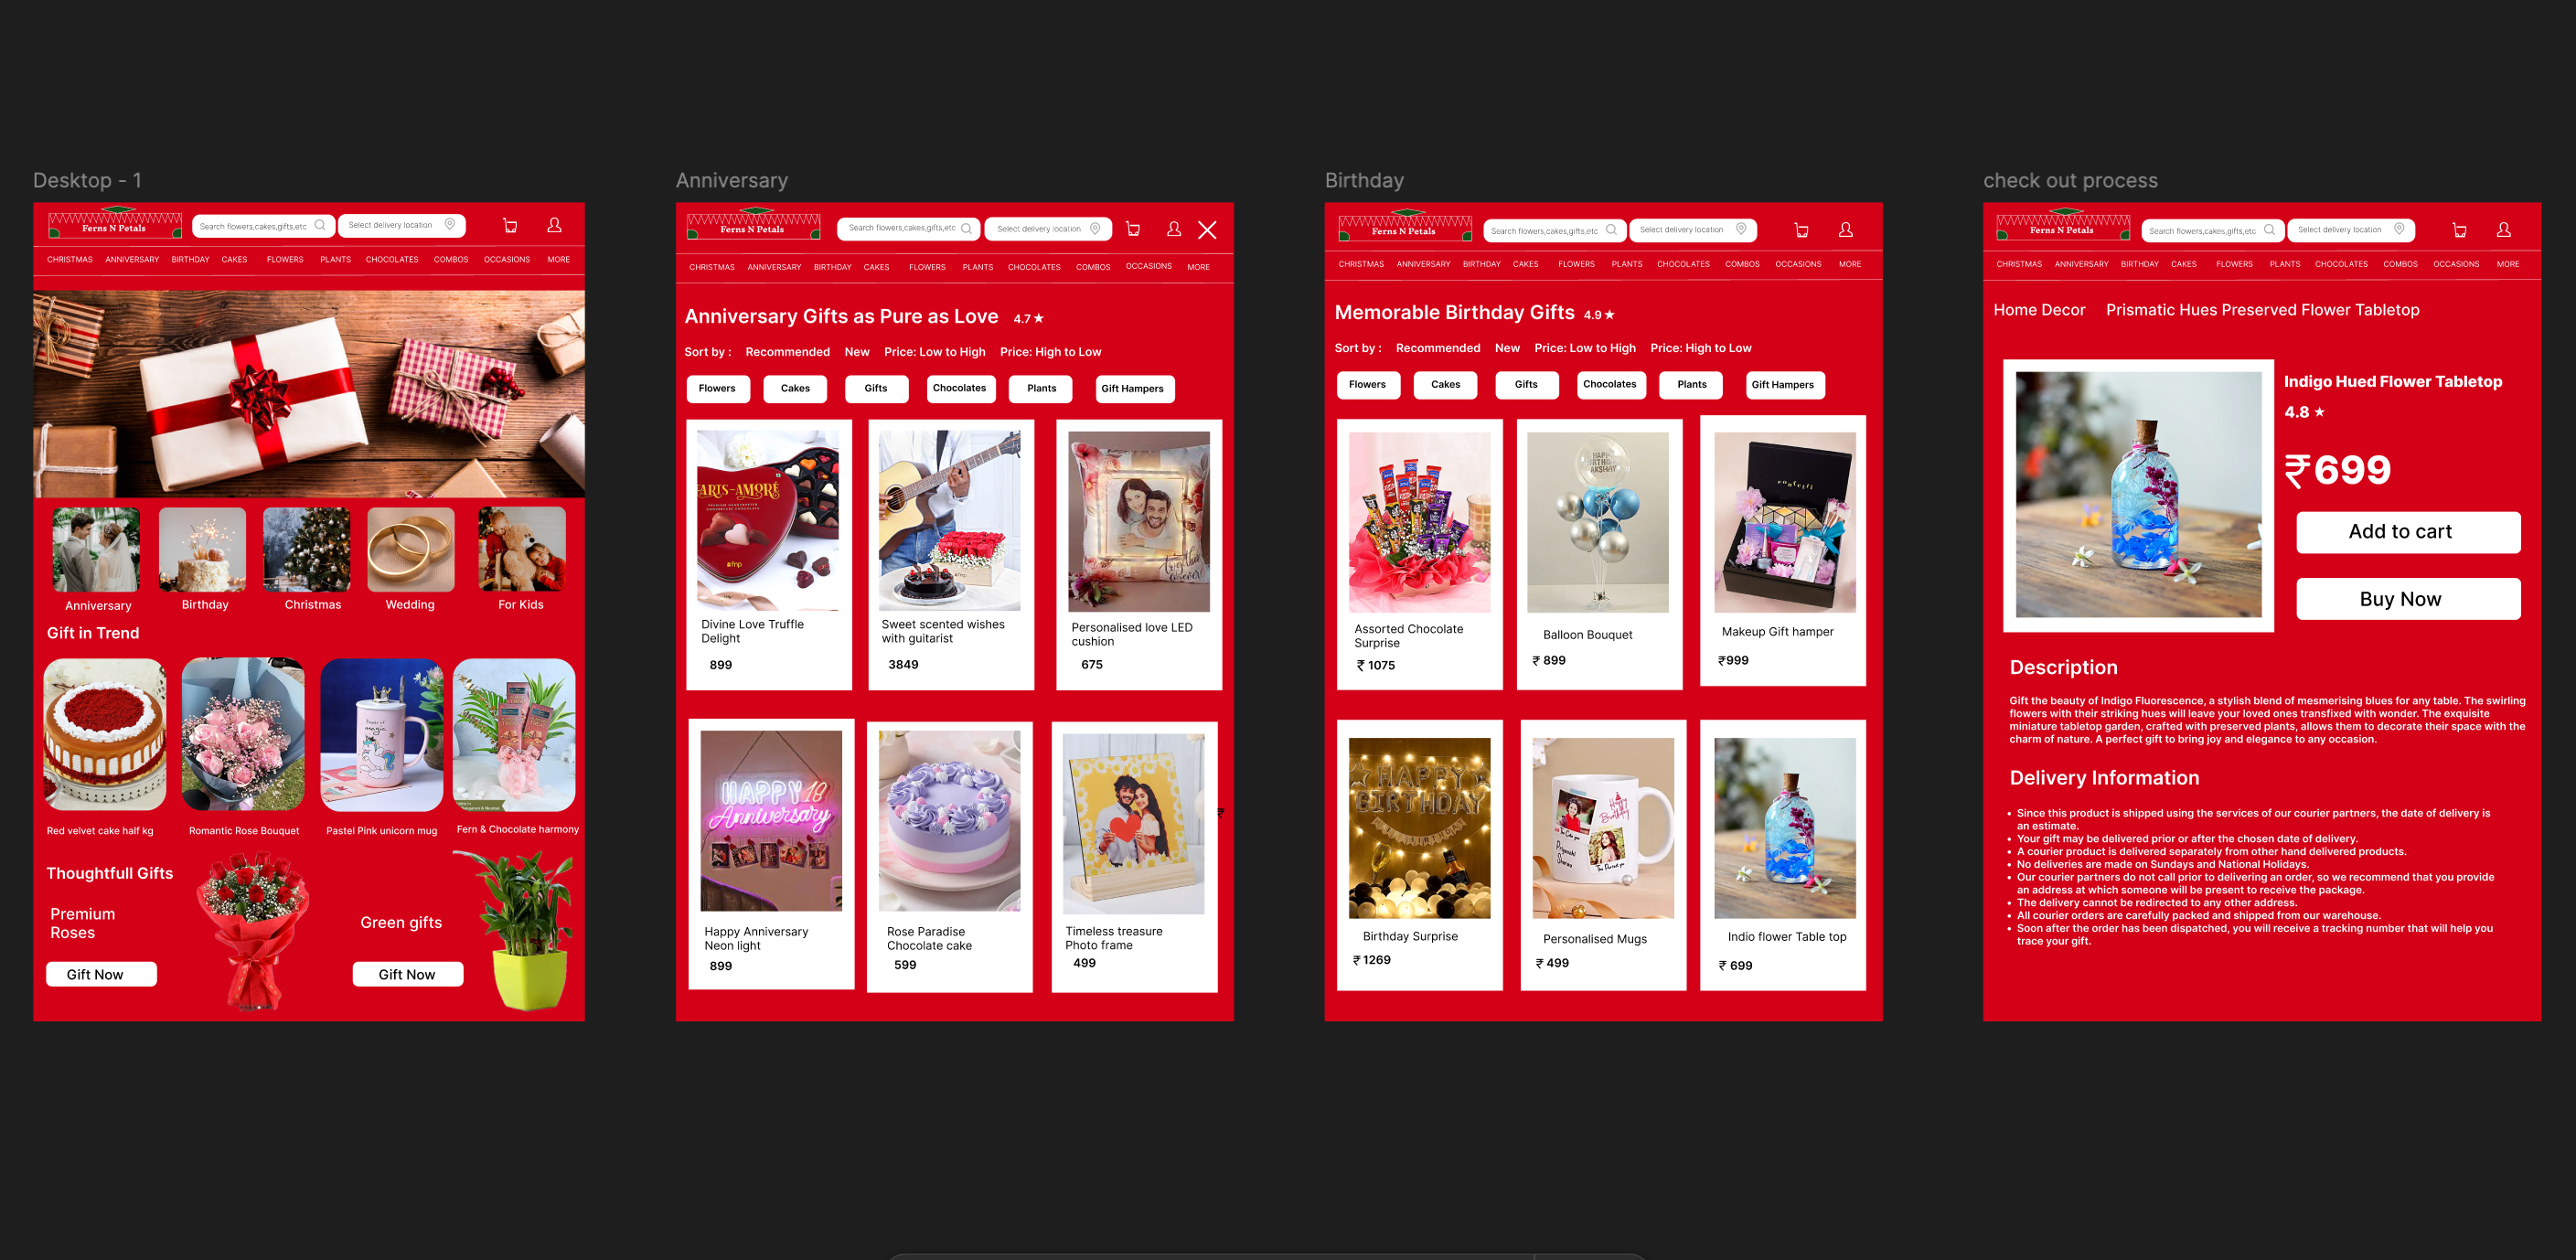 Desktop - 1
Ferns N Petals
Search flowers,cakes,gifts,etc
Select delivery location
CHRISTMAS ANNIVERSARY BIRTHDAY CAKES FLOWERS PLANTS CHOCOLATES COMBOS OCCASIONS MORE
Anniversary
Birthday
Christmas
Wedding
For Kids
Gift in Trend
Red velvet cake half kg
Romantic Rose Bouquet
Pastel Pink unicorn mug
Fern & Chocolate harmony
Thoughtfull Gifts
Premium
Roses
Gift Now
Green gifts
Gift Now
Anniversary
Ferns N Petals
Search flowers,cakes,gifts,etc
Select delivery location
CHRISTMAS ANNIVERSARY BIRTHDAY CAKES FLOWERS PLANTS CHOCOLATES COMBOS OCCASIONS MORE
Anniversary Gifts as Pure as Love 4.7 ★
Sort by : Recommended New Price: Low to High Price: High to Low
Flowers Cakes Gifts Chocolates Plants Gift Hampers
ARTS-AMORÉ
fnp
Divine Love Truffle
Delight
899
Sweet scented wishes
with guitarist
3849
Together
forever
Personalised love LED
cushion
675
HAPPY 18
Anniversary
Happy Anniversary
Neon light
899
Rose Paradise
Chocolate cake
599
Timeless treasure
Photo frame
499
₹
Birthday
Ferns N Petals
Search flowers,cakes,gifts,etc
Select delivery location
CHRISTMAS ANNIVERSARY BIRTHDAY CAKES FLOWERS PLANTS CHOCOLATES COMBOS OCCASIONS MORE
Memorable Birthday Gifts 4.9 ★
Sort by : Recommended New Price: Low to High Price: High to Low
Flowers Cakes Gifts Chocolates Plants Gift Hampers
Assorted Chocolate
Surprise
₹ 1075
HAPPY
BIRTHDAY
AKSHAY
Balloon Bouquet
₹ 899
confetti
Makeup Gift hamper
₹999
HAPPY
BIRTHDAY
Birthday Surprise
₹ 1269
Happy
Birthday
Personalised Mugs
₹ 499
Indio flower Table top
₹ 699
check out process
Ferns N Petals
Search flowers,cakes,gifts,etc
Select delivery location
CHRISTMAS ANNIVERSARY BIRTHDAY CAKES FLOWERS PLANTS CHOCOLATES COMBOS OCCASIONS MORE
Home Decor Prismatic Hues Preserved Flower Tabletop
Indigo Hued Flower Tabletop
4.8 ★
₹699
Add to cart
Buy Now
Description
Gift the beauty of Indigo Fluorescence, a stylish blend of mesmerising blues for any table. The swirling
flowers with their striking hues will leave your loved ones transfixed with wonder. The exquisite
miniature tabletop garden, crafted with preserved plants, allows them to decorate their space with the
charm of nature. A perfect gift to bring joy and elegance to any occasion.
Delivery Information
• Since this product is shipped using the services of our courier partners, the date of delivery is
an estimate.
• Your gift may be delivered prior or after the chosen date of delivery.
• A courier product is delivered separately from other hand delivered products.
• No deliveries are made on Sundays and National Holidays.
• Our courier partners do not call prior to delivering an order, so we recommend that you provide
an address at which someone will be present to receive the package.
• The delivery cannot be redirected to any other address.
• All courier orders are carefully packed and shipped from our warehouse.
• Soon after the order has been dispatched, you will receive a tracking number that will help you
trace your gift.